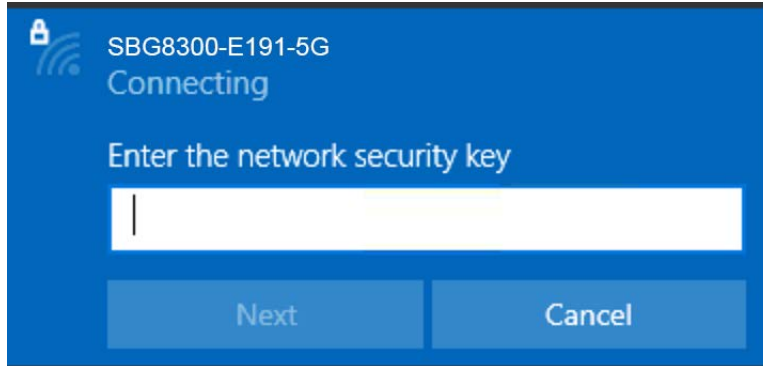 SBG8300-E191-5G
Connecting
Enter the network security key
Next Cancel